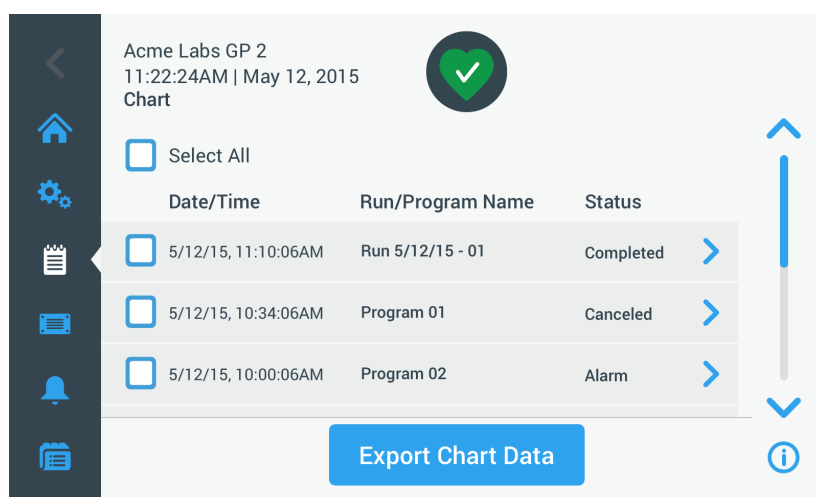 Acme Labs GP 2
11:22:24AM | May 12, 2015
Chart
Select All
Date/Time Run/Program Name Status
5/12/15, 11:10:06AM Run 5/12/15 - 01 Completed
5/12/15, 10:34:06AM Program 01 Canceled
5/12/15, 10:00:06AM Program 02 Alarm
Export Chart Data